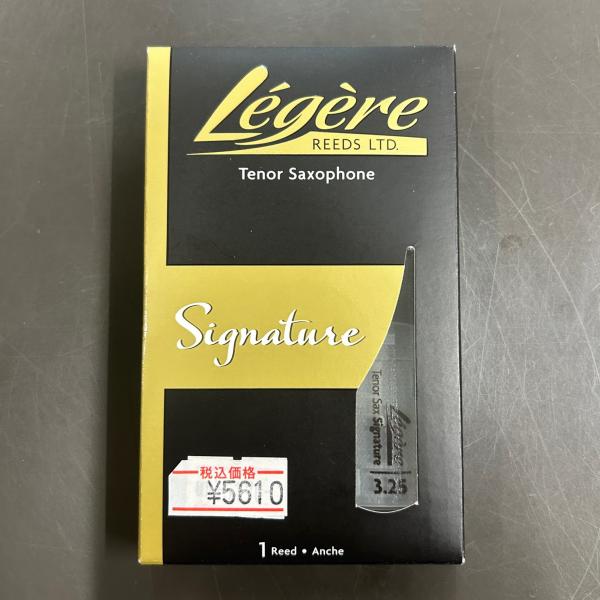 Légère
REEDS LTD.
Tenor Saxophone
Signature
Légère
Tenor Sax Signature
3.25
税込価格
¥5610
1 Reed • Anche